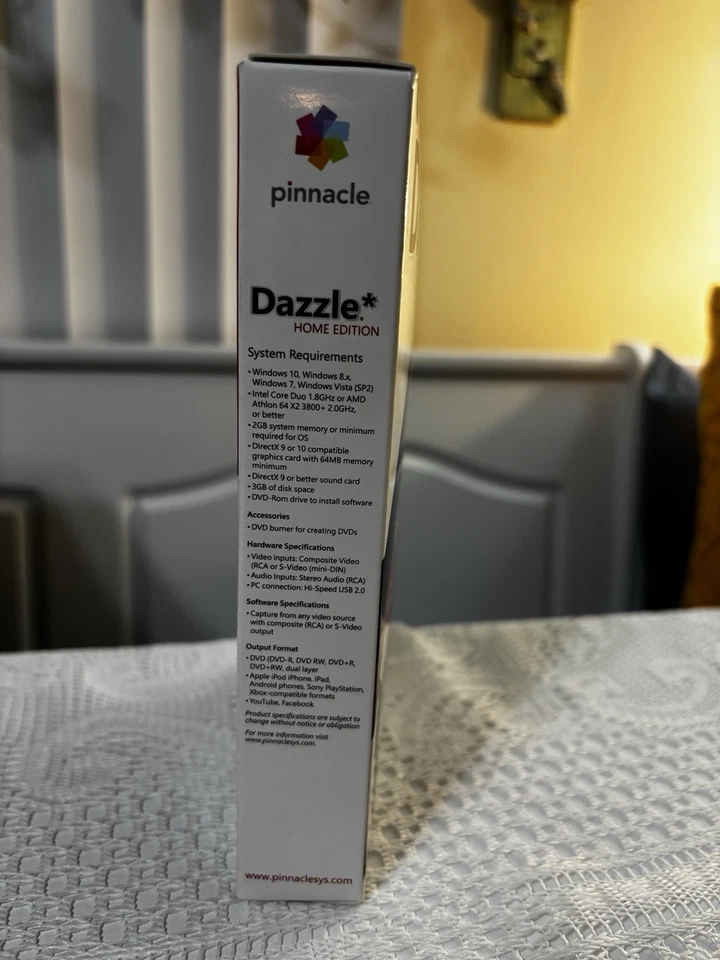 pinnacle
Dazzle.*
HOME EDITION
System Requirements
• Windows 10, Windows 8.x,
Windows 7, Windows Vista (SP2)
• Intel Core Duo 1.8GHz or AMD
Athlon 64 X2 3800+ 2.0GHz,
or better
• 2GB system memory or minimum
required for OS
• DirectX 9 or 10 compatible
graphics card with 64MB memory
minimum
• DirectX 9 or better sound card
• 3GB of disk space
• DVD-Rom drive to install software
Accessories
• DVD burner for creating DVDs
Hardware Specifications
• Video inputs: Composite Video
(RCA or S-Video (mini-DIN)
• Audio Inputs: Stereo Audio (RCA)
• PC connection: Hi-Speed USB 2.0
Software Specifications
• Capture from any video source
with composite (RCA) or S-Video
output
Output Format
• DVD (DVD-R, DVD RW, DVD+R,
DVD+RW, dual layer
• Apple iPod iPhone, iPad,
Android phones, Sony PlayStation,
Xbox-compatible formats
• YouTube, Facebook
Product specifications are subject to
change without notice or obligation
For more information visit
www.pinnaclesys.com.
www.pinnaclesys.com